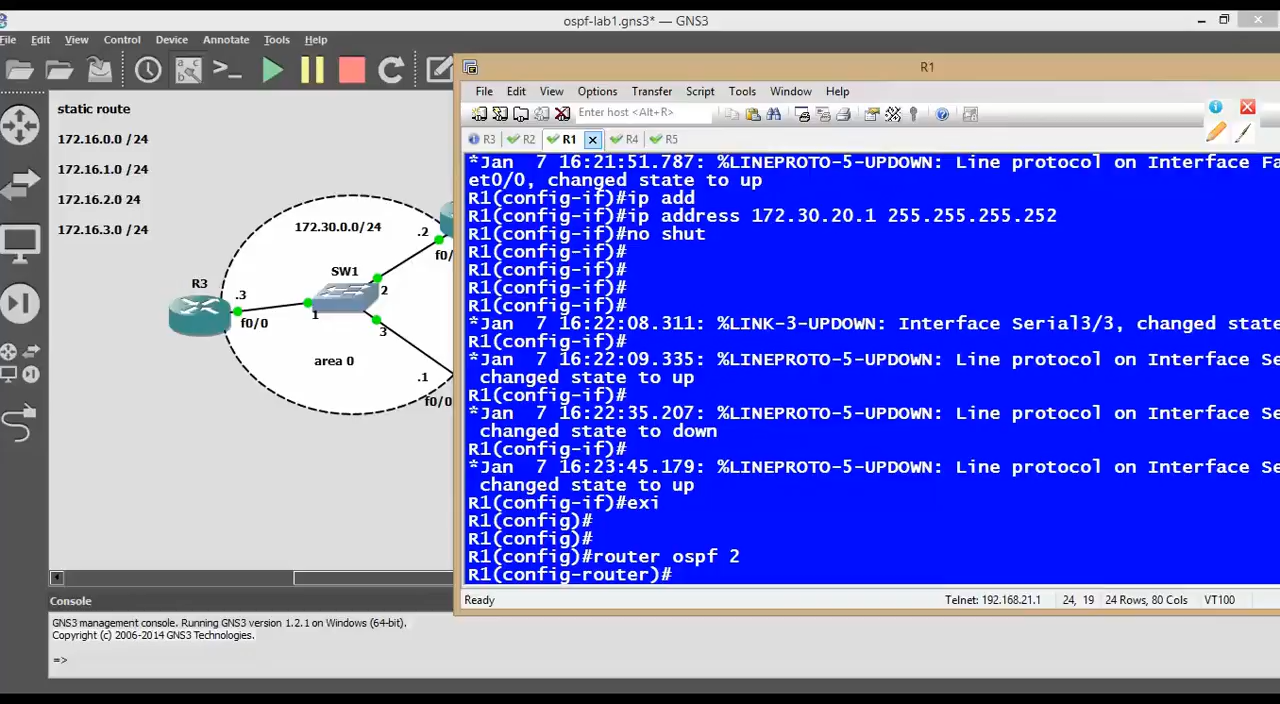 ospf-lab1.gns3* — GNS3
File Edit View Control Device Annotate Tools Help
static route
172.16.0.0 /24
172.16.1.0 /24
172.16.2.0 24
172.16.3.0 /24
172.30.0.0/24
.2
f0/
SW1
R3
.3
2
f0/0
1
3
area 0
.1
f0/0
R1
File Edit View Options Transfer Script Tools Window Help
Enter host <Alt+R>
R3 R2 R1 R4 R5
*Jan  7 16:21:51.787: %LINEPROTO-5-UPDOWN: Line protocol on Interface Fa
et0/0, changed state to up
R1(config-if)#ip add
R1(config-if)#ip address 172.30.20.1 255.255.255.252
R1(config-if)#no shut
R1(config-if)#
R1(config-if)#
R1(config-if)#
R1(config-if)#
*Jan  7 16:22:08.311: %LINK-3-UPDOWN: Interface Serial3/3, changed state
R1(config-if)#
*Jan  7 16:22:09.335: %LINEPROTO-5-UPDOWN: Line protocol on Interface Se
 changed state to up
R1(config-if)#
*Jan  7 16:22:35.207: %LINEPROTO-5-UPDOWN: Line protocol on Interface Se
 changed state to down
R1(config-if)#
*Jan  7 16:23:45.179: %LINEPROTO-5-UPDOWN: Line protocol on Interface Se
 changed state to up
R1(config-if)#exi
R1(config)#
R1(config)#
R1(config)#router ospf 2
R1(config-router)#
Ready Telnet: 192.168.21.1 24, 19 24 Rows, 80 Cols VT100
Console
GNS3 management console. Running GNS3 version 1.2.1 on Windows (64-bit).
Copyright (c) 2006-2014 GNS3 Technologies.
=>